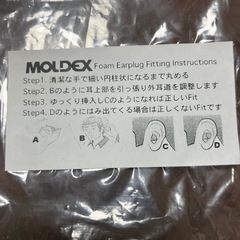 MOLDEX Foam Earplug Fitting Instructions
Step1. 清潔な手で細い円柱状になるまで丸める
Step2. Bのように耳上部を引っ張り外耳道を調整します
Step3. ゆっくり挿入しCのようになれば正しいFit
Step4. Dのようにはみ出てくる場合は正しくないFitです
A B C D